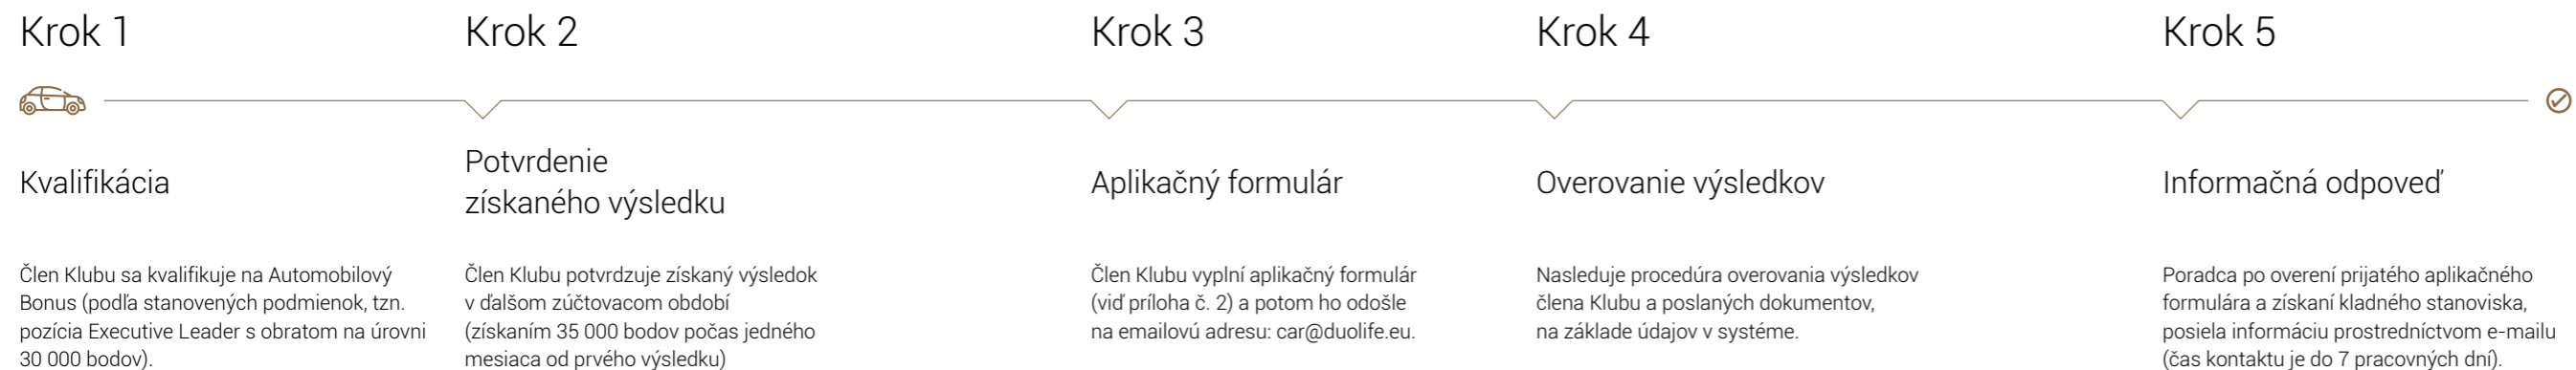 Krok 1
Kvalifikácia
Člen Klubu sa kvalifikuje na Automobilový
Bonus (podľa stanovených podmienok, tzn.
pozícia Executive Leader s obratom na úrovni
30 000 bodov).
Krok 2
Potvrdenie
získaného výsledku
Člen Klubu potvrdzuje získaný výsledok
v ďalšom zúčtovacom období
(získaním 35 000 bodov počas jedného
mesiaca od prvého výsledku)
Krok 3
Aplikačný formulár
Člen Klubu vyplní aplikačný formulár
(viď príloha č. 2) a potom ho odošle
na emailovú adresu: car@duolife.eu.
Krok 4
Overovanie výsledkov
Nasleduje procedúra overovania výsledkov
člena Klubu a poslaných dokumentov,
na základe údajov v systéme.
Krok 5
Informačná odpoveď
Poradca po overení prijatého aplikačného
formulára a získaní kladného stanoviska,
posiela informáciu prostredníctvom e-mailu
(čas kontaktu je do 7 pracovných dní).